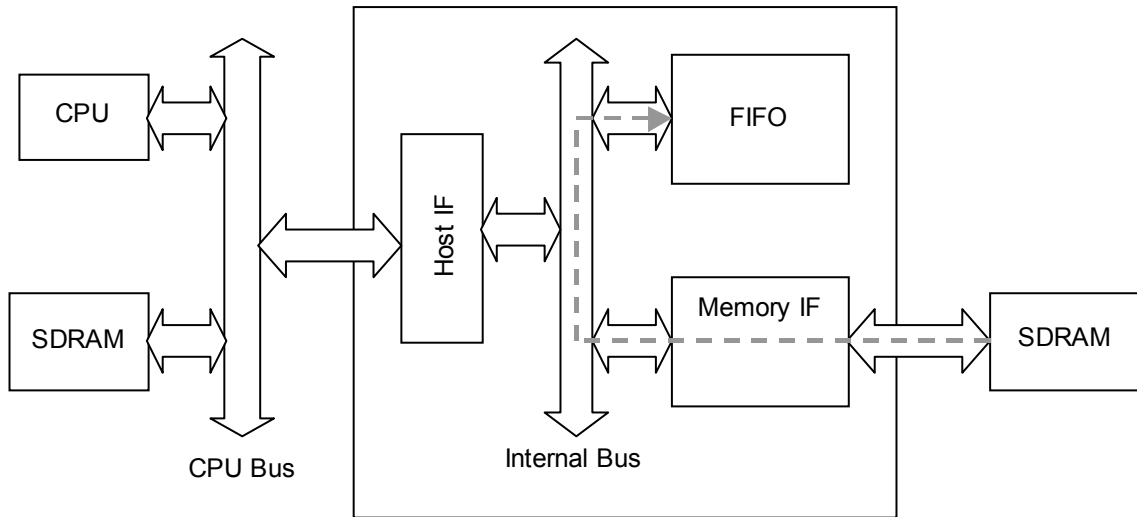 CPU
FIFO
Host IF
Memory IF
SDRAM
SDRAM
CPU Bus
Internal Bus